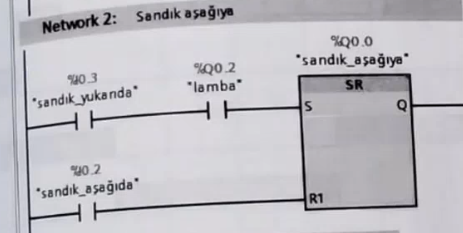 Network 2: Sandık aşağıya
%Q0.0
"sandık_aşağıya"
%I0.3
"sandık_yukarıda"
%Q0.2
"lamba"
SR
S
Q
%I0.2
"sandık_aşağıda"
R1